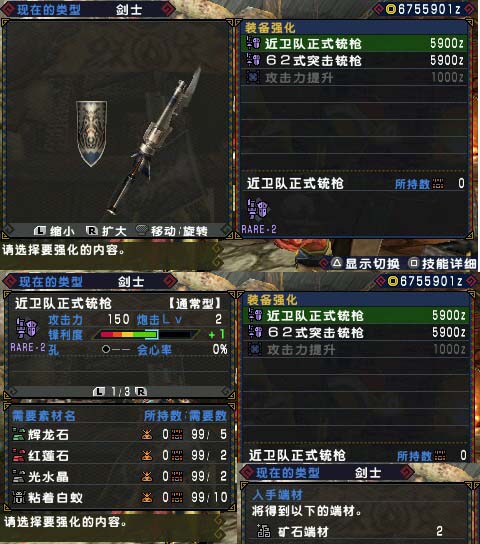 现在的类型 剑士
6755901z
装备强化
近卫队正式铳枪 5900z
62式突击铳枪 5900z
攻击力提升 1000z
近卫队正式铳枪 所持数 0
RARE-2
L 缩小 R 扩大 移动:旋转
请选择要强化的内容。
△显示切换 □技能详细
现在的类型 剑士
6755901z
近卫队正式铳枪 【通常型】
攻击力 150 炮击Lv 2
锋利度 +1
RARE-2 孔 ○ーー 会心率 0%
L 1/3 R
装备强化
近卫队正式铳枪 5900z
62式突击铳枪 5900z
攻击力提升 1000z
近卫队正式铳枪 所持数 0
需要素材名 所持数:需要数
辉龙石 0 99/ 5
红莲石 0 99/ 2
光水晶 0 99/ 2
粘着白蚁 0 99/10
请选择要强化的内容。
现在的类型 剑士
入手端材
将得到以下的端材。
矿石端材 2